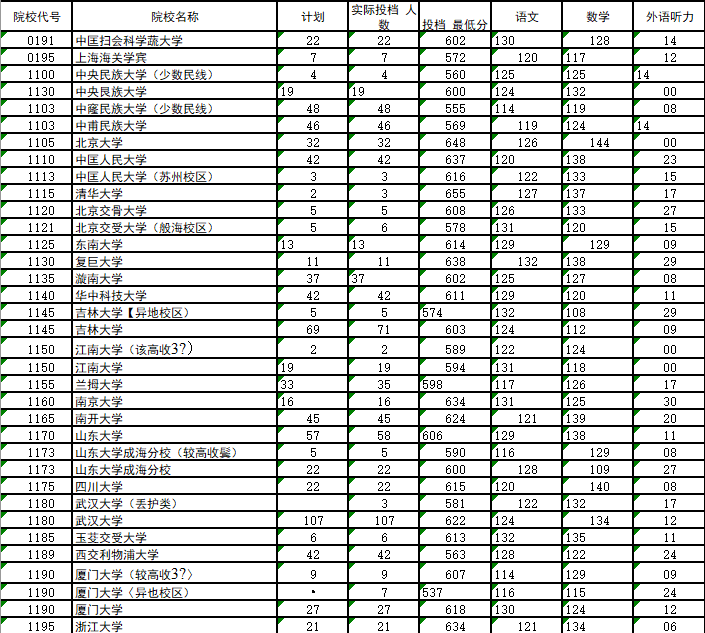 院校代号 院校名称 计划 实际投档 人数 投档 最低分 语文 数学 外语听力
0191 中匡扫会科学蔬大学 22 22 602 130 128 14
0195 上海海关学宾 7 7 572 120 117 12
1100 中央民族大学（少数民线） 4 4 560 125 125 14
1130 中央艮族大学 19 19 600 124 132 00
1103 中窿民族大学（少数民线） 48 48 555 114 119 08
1103 中甫民族大学 46 46 569 119 124 14
1105 北京大学 32 32 648 126 144 00
1110 中匡人民大学 42 42 637 120 138 23
1113 中匡人民大学（苏州校区） 3 3 616 122 133 15
1115 清华大学 2 3 655 127 137 17
1120 北京交骨大学 5 5 608 126 133 27
1121 北京交受大学（般海校区） 5 6 578 131 120 15
1125 东南大学 13 13 614 129 129 09
1130 复巨大学 11 11 638 132 138 29
1135 漩南大学 37 37 602 125 127 08
1140 华中科技大学 42 42 611 129 120 11
1145 吉林大学【异地校区） 5 5 574 132 108 29
1145 吉林大学 69 71 603 124 112 09
1150 江南大学（该高收3?） 2 2 589 122 124 00
1150 江南大学 19 19 594 131 118 00
1155 兰拇大学 33 35 598 117 126 17
1160 南京大学 16 16 634 131 125 30
1165 南开大学 45 45 624 121 139 20
1170 山东大学 57 58 606 129 138 11
1173 山东大学成海分校（较高收鬓） 5 5 590 116 129 08
1173 山东大学成海分校 22 22 600 128 109 27
1175 四川大学 22 22 615 120 140 08
1180 武汉大学（丢护类） 3 581 122 132 17
1180 武汉大学 107 107 622 124 134 12
1185 玉芰交受大学 6 6 613 132 135 11
1189 西交利物浦大学 42 42 563 128 122 24
1190 厦门大学（较高收3?〉 9 9 607 114 129 09
1190 厦门大学〈异也校区） · 7 537 116 115 24
1190 厦门大学 27 27 618 130 124 12
1195 浙江大学 21 21 634 121 134 06